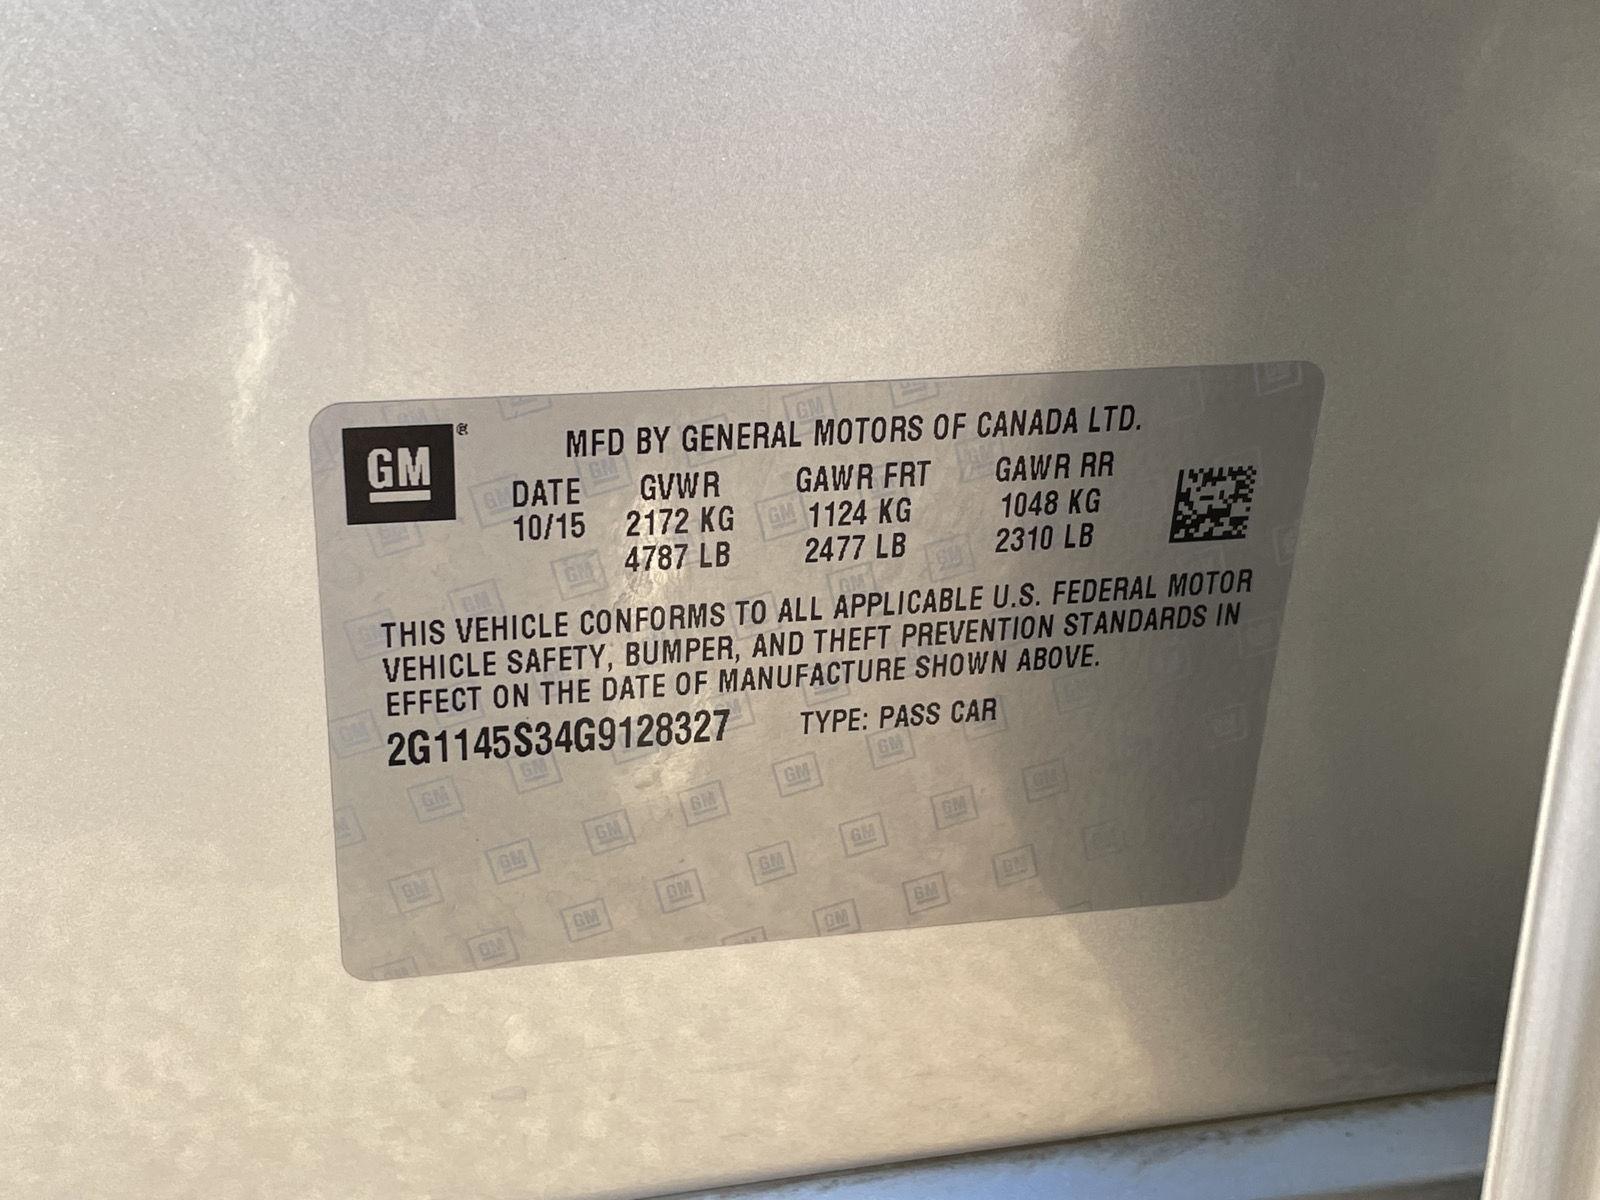 GM®
MFD BY GENERAL MOTORS OF CANADA LTD.
DATE GVWR GAWR FRT GAWR RR
10/15 2172 KG 1124 KG 1048 KG
4787 LB 2477 LB 2310 LB
THIS VEHICLE CONFORMS TO ALL APPLICABLE U.S. FEDERAL MOTOR
VEHICLE SAFETY, BUMPER, AND THEFT PREVENTION STANDARDS IN
EFFECT ON THE DATE OF MANUFACTURE SHOWN ABOVE.
2G1145S34G9128327 TYPE: PASS CAR